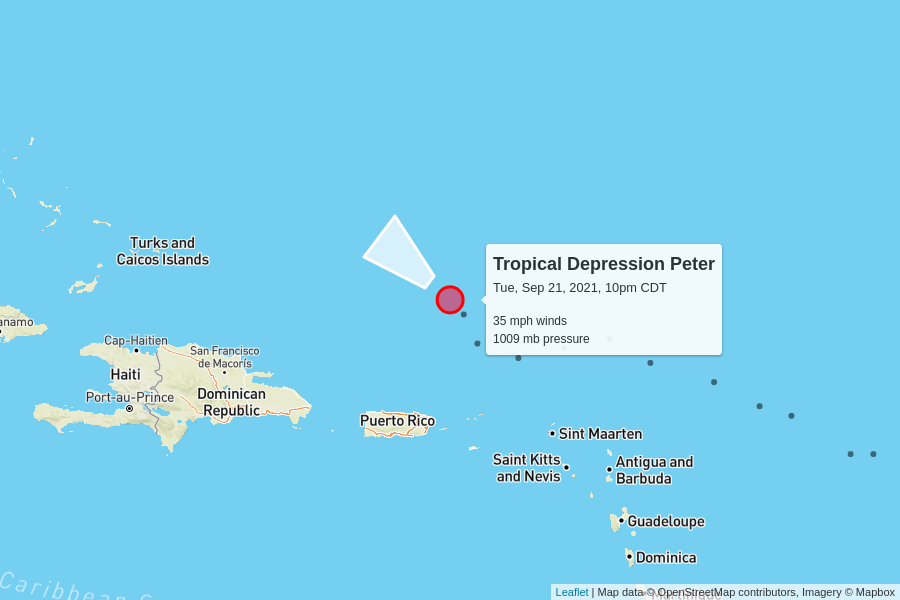 Turks and
Caicos Islands
Tropical Depression Peter
Tue, Sep 21, 2021, 10pm CDT
35 mph winds
1009 mb pressure
anamo
Cap-Haitien
San Francisco
de Macorís
Haiti
Port-au-Prince
Dominican
Republic
Puerto Rico
Sint Maarten
Saint Kitts
and Nevis
Antigua and
Barbuda
Guadeloupe
Dominica
Caribbean
Martinique
Leaflet | Map data © OpenStreetMap contributors, Imagery © Mapbox